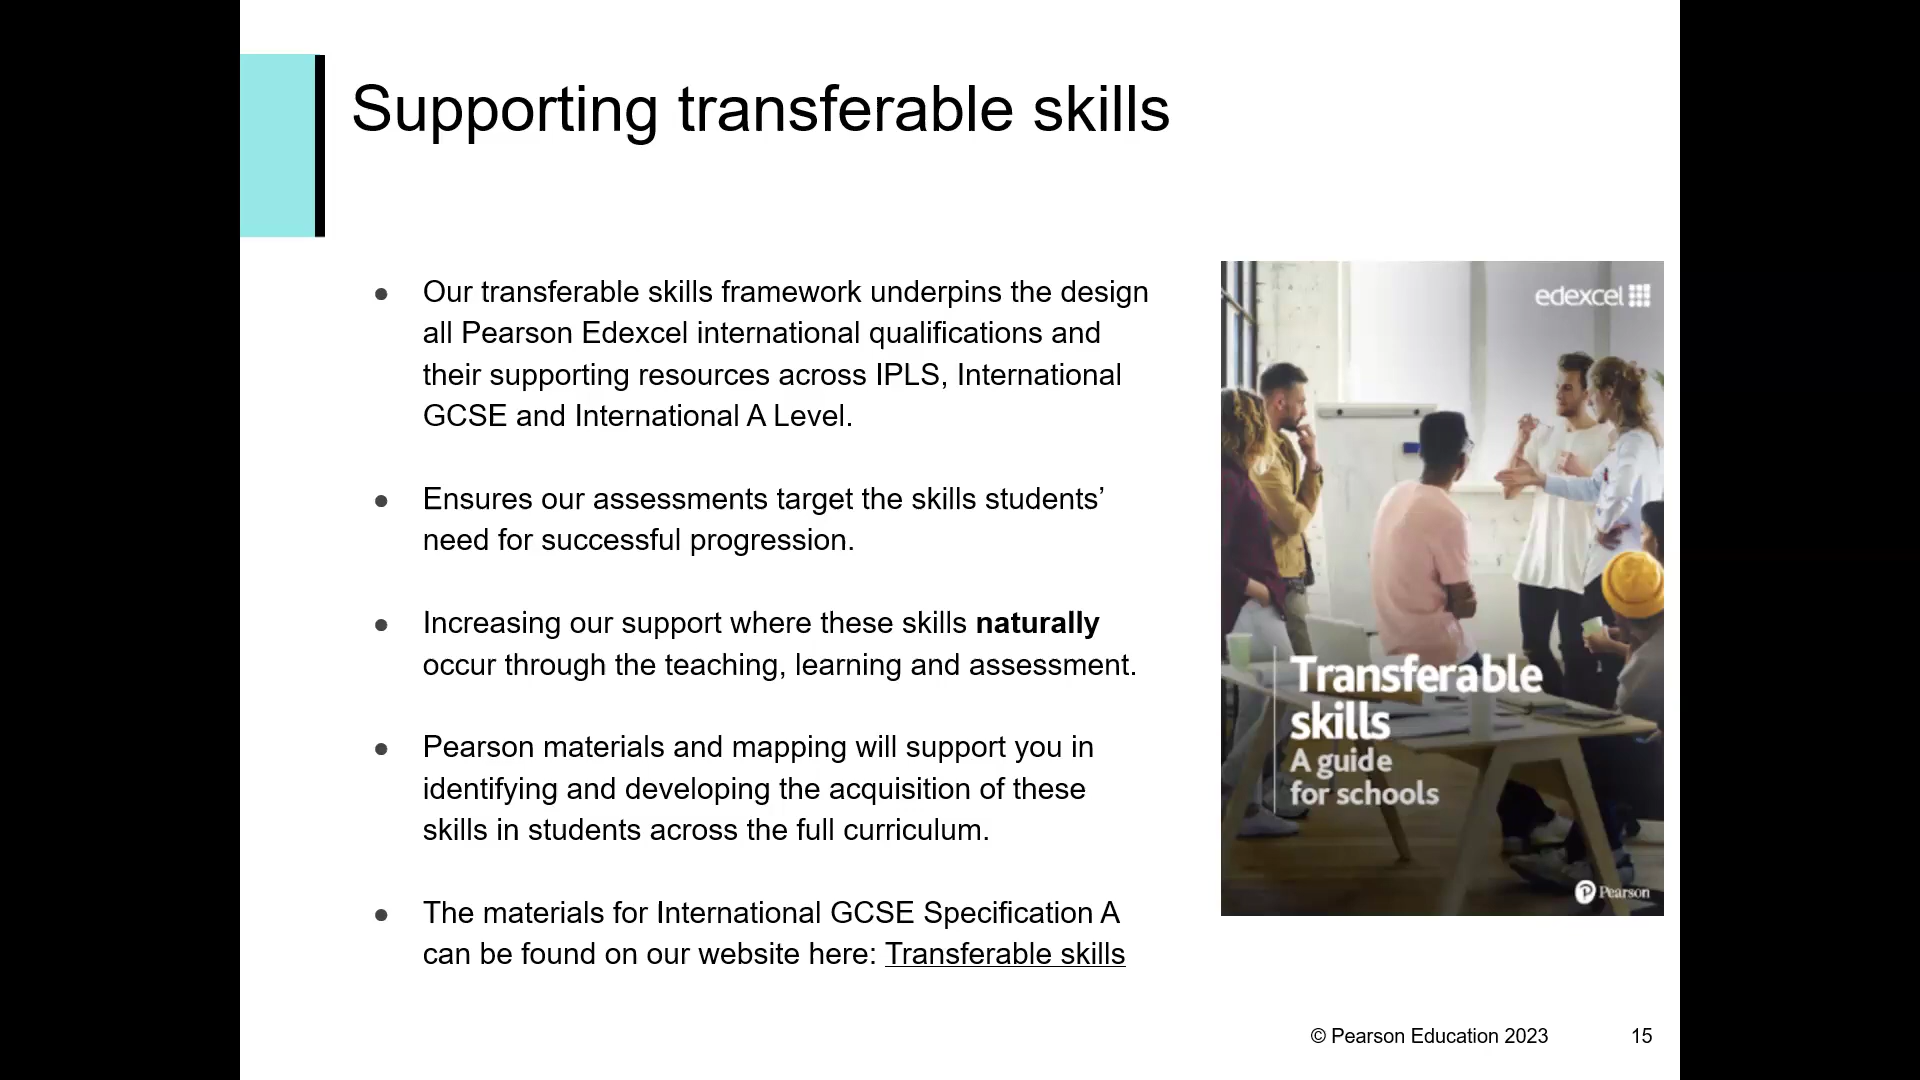 Supporting transferable skills
● Our transferable skills framework underpins the design
all Pearson Edexcel international qualifications and
their supporting resources across IPLS, International
GCSE and International A Level.
● Ensures our assessments target the skills students’
need for successful progression.
● Increasing our support where these skills naturally
occur through the teaching, learning and assessment.
● Pearson materials and mapping will support you in
identifying and developing the acquisition of these
skills in students across the full curriculum.
● The materials for International GCSE Specification A
can be found on our website here: Transferable skills
edexcel
Transferable
skills
A guide
for schools
Pearson
© Pearson Education 2023
15